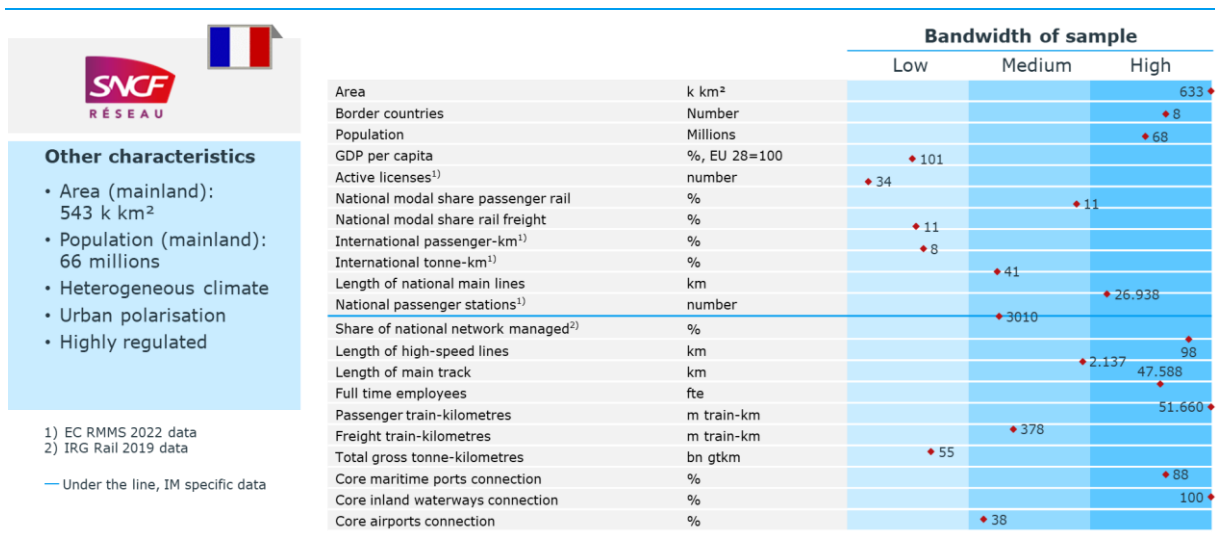 SNCF
RÉSEAU
Other characteristics
• Area (mainland):
543 k km²
• Population (mainland):
66 millions
• Heterogeneous climate
• Urban polarisation
• Highly regulated
1) EC RMMS 2022 data
2) IRG Rail 2019 data
Under the line, IM specific data
Bandwidth of sample
Low Medium High
Area k km² 633
Border countries Number 8
Population Millions 68
GDP per capita %, EU 28=100 101
Active licenses1) number 34
National modal share passenger rail % 11
National modal share rail freight % 11
International passenger-km1) % 8
International tonne-km1) % 41
Length of national main lines km 26.938
National passenger stations1) number 3010
Share of national network managed2) % 98
Length of high-speed lines km 2.137
Length of main track km 47.588
Full time employees fte 51.660
Passenger train-kilometres m train-km 378
Freight train-kilometres m train-km 55
Total gross tonne-kilometres bn gtkm
Core maritime ports connection % 88
Core inland waterways connection % 100
Core airports connection % 38